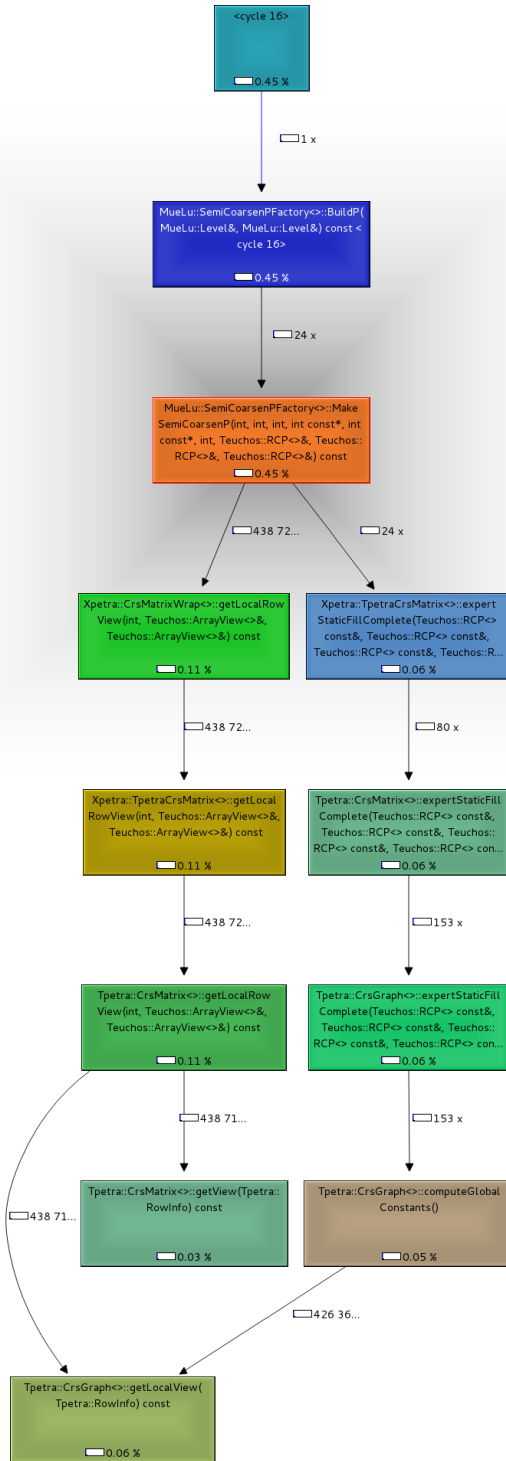 <cycle 16>
0.45 %
1 x
MueLu::SemiCoarsenPFactory<>::BuildP(
MueLu::Level&, MueLu::Level&) const <
cycle 16>
0.45 %
24 x
MueLu::SemiCoarsenPFactory<>::Make
SemiCoarsenP(int, int, int, int const*, int
const*, int, Teuchos::RCP<>&, Teuchos::
RCP<>&, Teuchos::RCP<>&) const
0.45 %
438 72...
24 x
Xpetra::CrsMatrixWrap<>::getLocalRow
View(int, Teuchos::ArrayView<>&,
Teuchos::ArrayView<>&) const
0.11 %
Xpetra::TpetraCrsMatrix<>::expert
StaticFillComplete(Teuchos::RCP<>
const&, Teuchos::RCP<> const&,
Teuchos::RCP<> const&, Teuchos::R...
0.06 %
438 72...
80 x
Xpetra::TpetraCrsMatrix<>::getLocal
RowView(int, Teuchos::ArrayView<>&,
Teuchos::ArrayView<>&) const
0.11 %
Tpetra::CrsMatrix<>::expertStaticFill
Complete(Teuchos::RCP<> const&,
Teuchos::RCP<> const&, Teuchos::
RCP<> const&, Teuchos::RCP<> con...
0.06 %
438 72...
153 x
Tpetra::CrsMatrix<>::getLocalRow
View(int, Teuchos::ArrayView<>&,
Teuchos::ArrayView<>&) const
0.11 %
Tpetra::CrsGraph<>::expertStaticFill
Complete(Teuchos::RCP<> const&,
Teuchos::RCP<> const&, Teuchos::
RCP<> const&, Teuchos::RCP<> con...
0.06 %
438 71...
153 x
Tpetra::CrsMatrix<>::getView(Tpetra::
RowInfo) const
0.03 %
Tpetra::CrsGraph<>::computeGlobal
Constants()
0.05 %
438 71...
426 36...
Tpetra::CrsGraph<>::getLocalView(
Tpetra::RowInfo) const
0.06 %